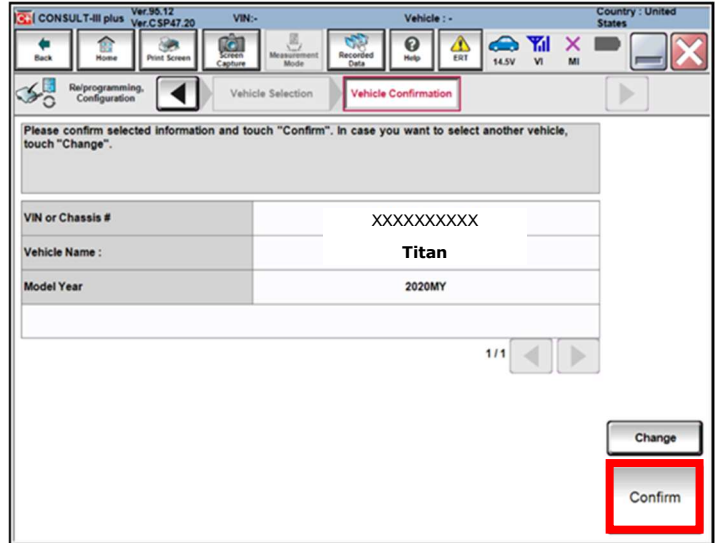 CONSULT-III plus Ver.95.12 VIN:- Vehicle : - Country : United
Ver.CSP47.20 States
Back Home Print Screen Screen Capture Measurement Mode Recorded Data Help ERT 14.5V VI MI
Re/programming, Configuration Vehicle Selection Vehicle Confirmation
Please confirm selected information and to touch "Confirm". In case you want to select another vehicle,
touch "Change".
VIN or Chassis # XXXXXXXXXX
Vehicle Name : Titan
Model Year 2020MY
1/1
Change
Confirm